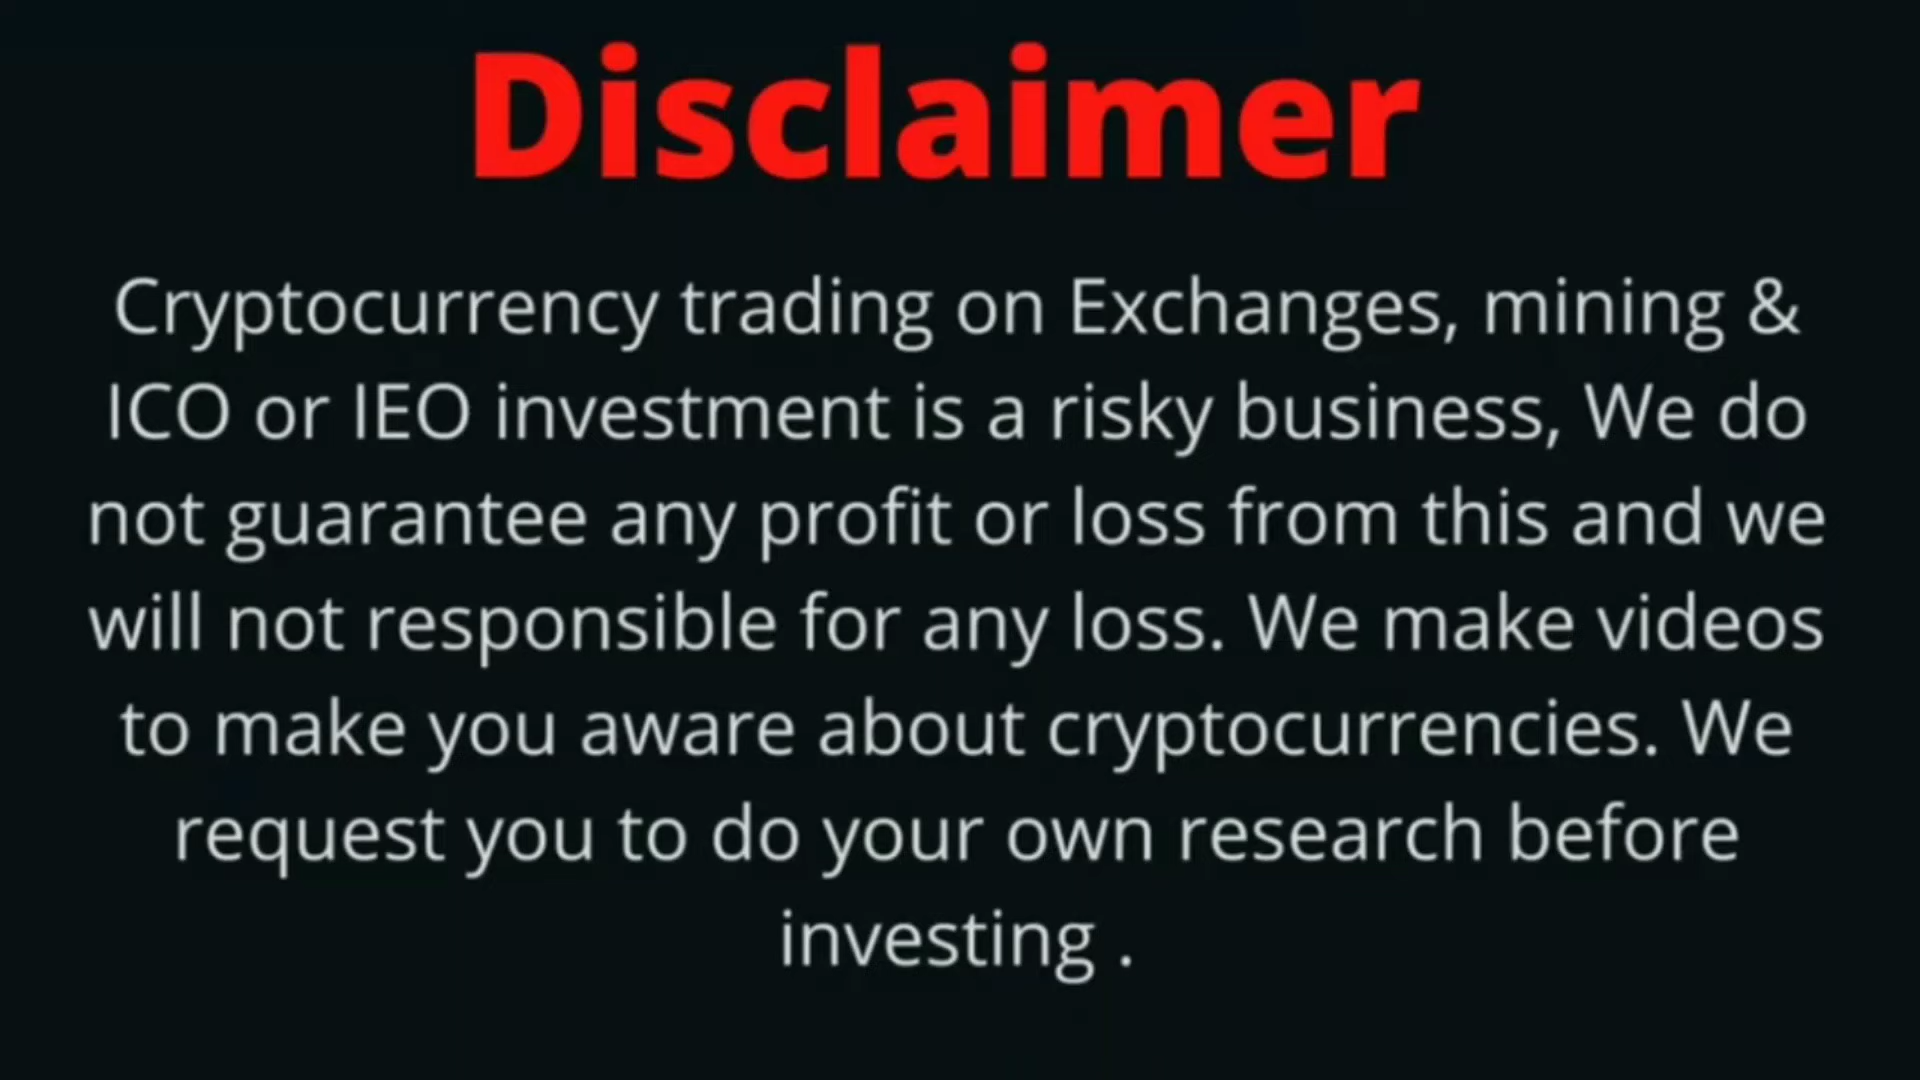 Disclaimer
Cryptocurrency trading on Exchanges, mining &
ICO or IEO investment is a risky business, We do
not guarantee any profit or loss from this and we
will not responsible for any loss. We make videos
to make you aware about cryptocurrencies. We
request you to do your own research before
investing .